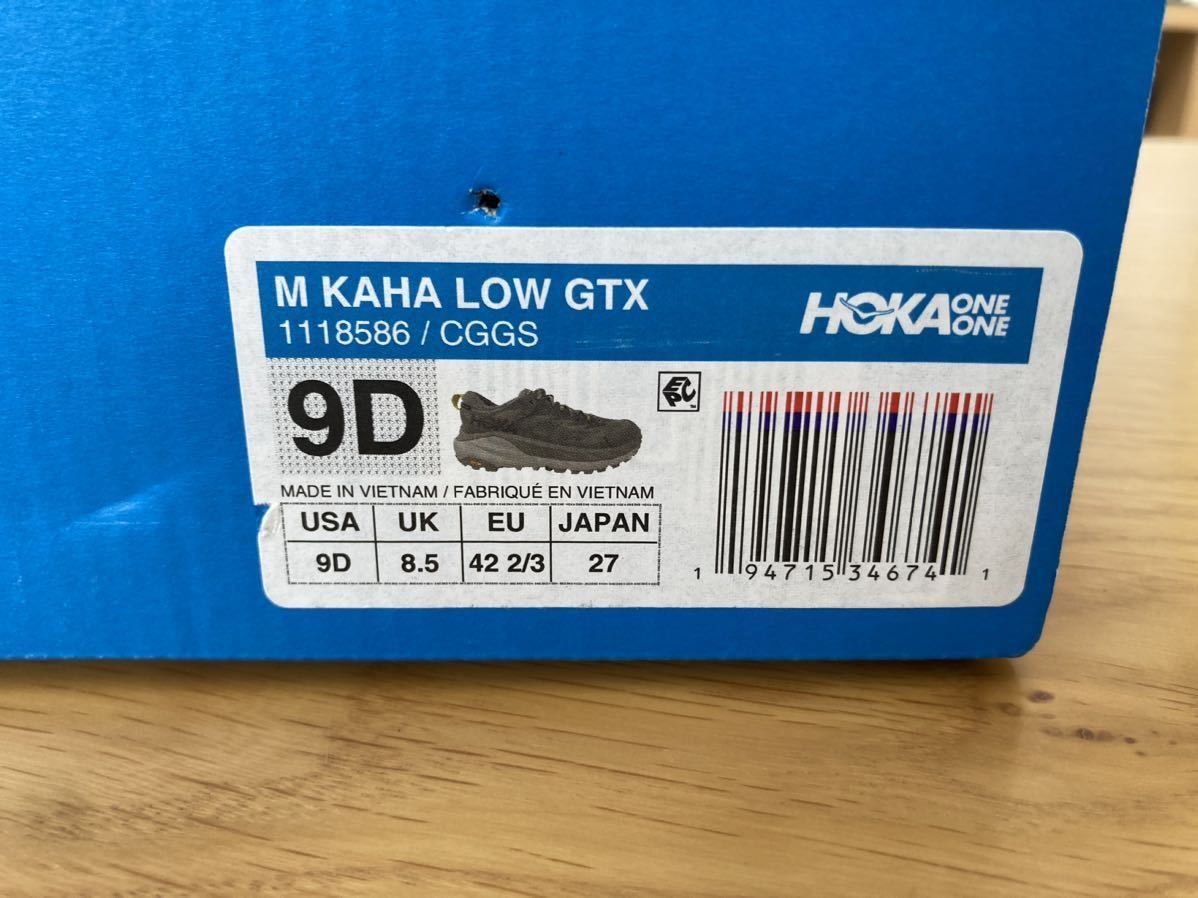 M KAHA LOW GTX
1118586 / CGGS
HOKA ONE ONE
9D
EPC
MADE IN VIETNAM / FABRIQUÉ EN VIETNAM
USA UK EU JAPAN
9D 8.5 42 2/3 27
1 94715 34674 1